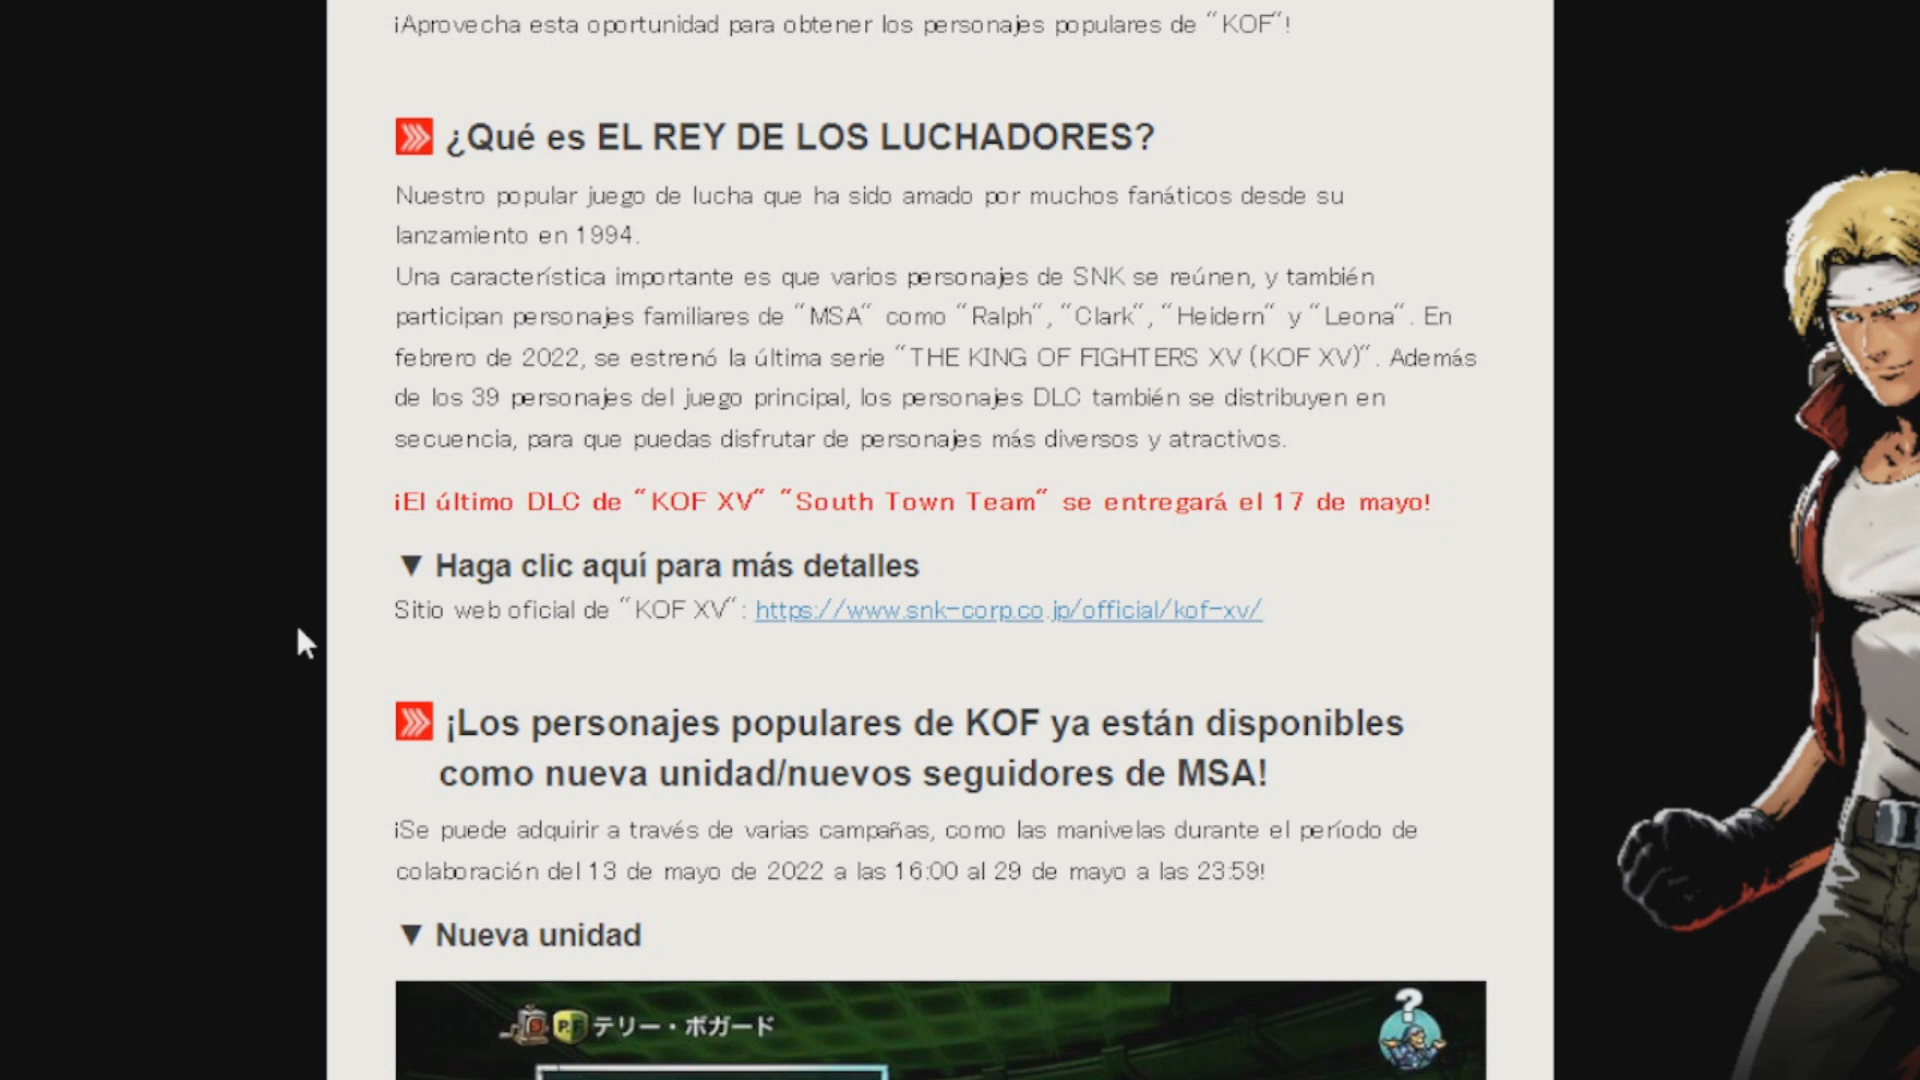 ¡Aprovecha esta oportunidad para obtener los personajes populares de “KOF”!
¿Qué es EL REY DE LOS LUCHADORES?
Nuestro popular juego de lucha que ha sido amado por muchos fanáticos desde su
lanzamiento en 1994.
Una característica importante es que varios personajes de SNK se reúnen, y también
participan personajes familiares de “MSA” como “Ralph”, “Clark”, “Heidern” y “Leona”. En
febrero de 2022, se estrenó la última serie “THE KING OF FIGHTERS XV (KOF XV)”. Además
de los 39 personajes del juego principal, los personajes DLC también se distribuyen en
secuencia, para que puedas disfrutar de personajes más diversos y atractivos.
¡El último DLC de “KOF XV” “South Town Team” se entregará el 17 de mayo!
▼ Haga clic aquí para más detalles
Sitio web oficial de “KOF XV”: https://www.snk-corp.co.jp/official/kof-xv/
¡Los personajes populares de KOF ya están disponibles
como nueva unidad/nuevos seguidores de MSA!
¡Se puede adquirir a través de varias campañas, como las manivelas durante el período de
colaboración del 13 de mayo de 2022 a las 16:00 al 29 de mayo a las 23:59!
▼ Nueva unidad
S P.F テリー・ボガード
?